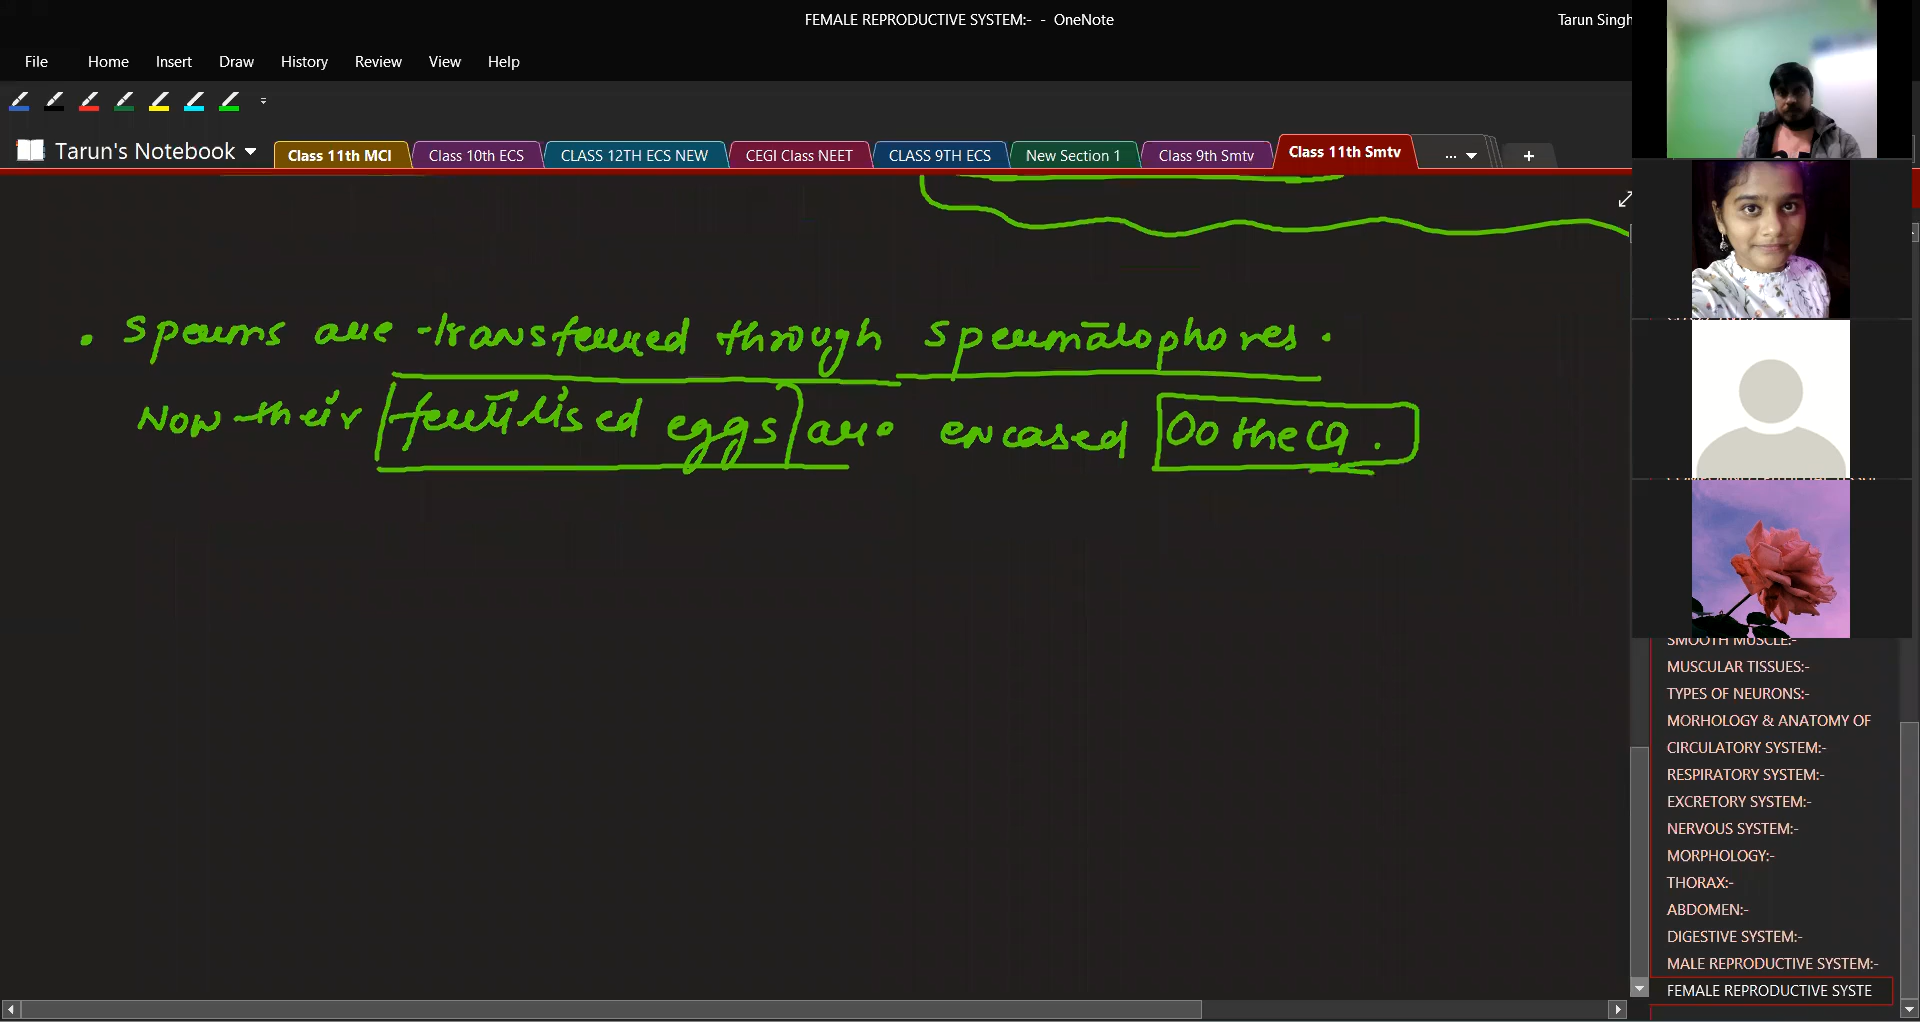 FEMALE REPRODUCTIVE SYSTEM:- - OneNote
Tarun Singh
File Home Insert Draw History Review View Help
Tarun's Notebook
Class 11th MCI
Class 10th ECS
CLASS 12TH ECS NEW
CEGI Class NEET
CLASS 9TH ECS
New Section 1
Class 9th Smtv
Class 11th Smtv
...
+
. Sperms are transferred through spermatophores.
Now their fertilised eggs are encased Ootheca.
SMOOTH MUSCLE:-
MUSCULAR TISSUES:-
TYPES OF NEURONS:-
MORHOLOGY & ANATOMY OF
CIRCULATORY SYSTEM:-
RESPIRATORY SYSTEM:-
EXCRETORY SYSTEM:-
NERVOUS SYSTEM:-
MORPHOLOGY:-
THORAX:-
ABDOMEN:-
DIGESTIVE SYSTEM:-
MALE REPRODUCTIVE SYSTEM:-
FEMALE REPRODUCTIVE SYSTE